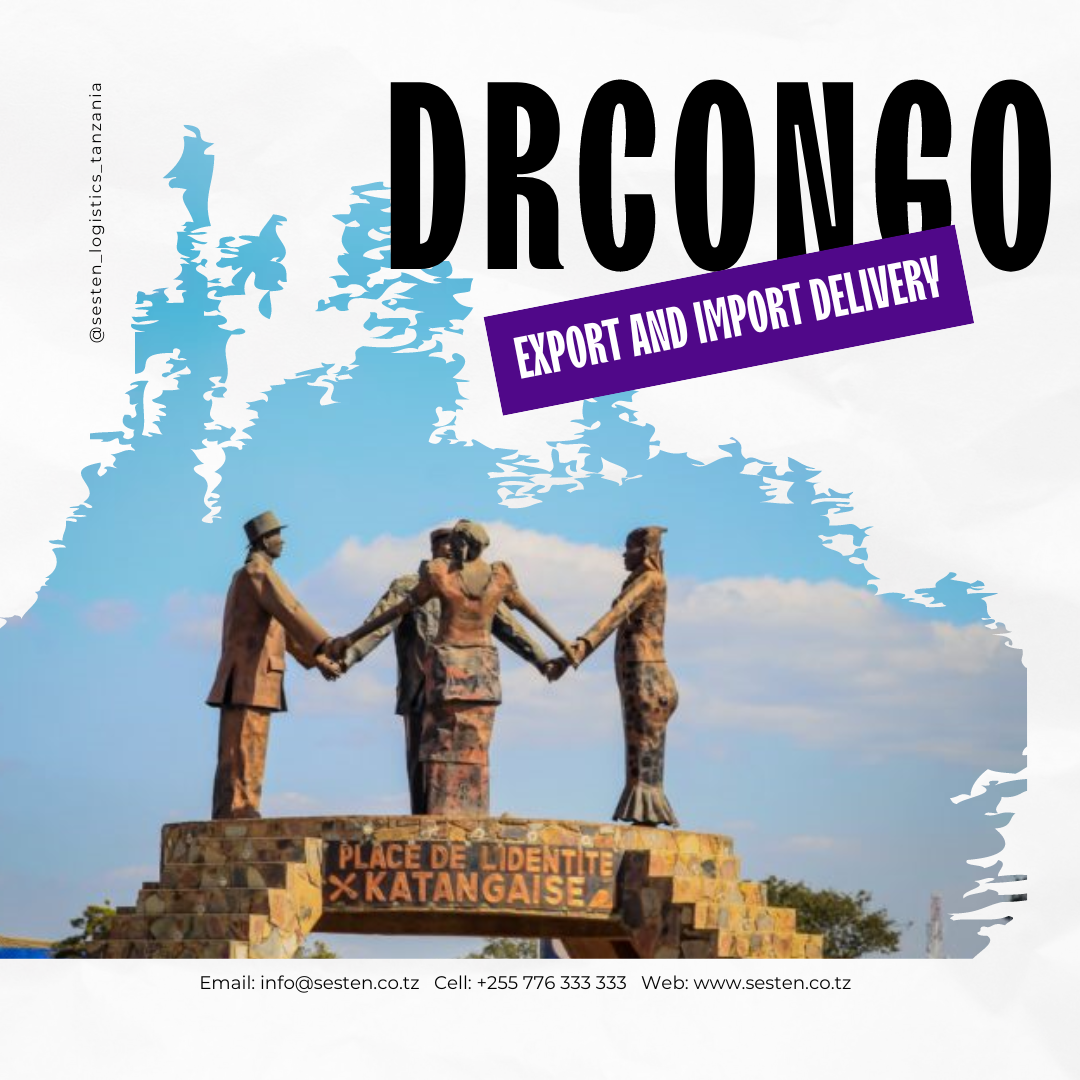 @sesten_logistics_tanzania
DRCONGO
EXPORT AND IMPORT DELIVERY
PLACE DE LIDENTITE
KATANGAISE
Email: info@sesten.co.tz Cell: +255 776 333 333 Web: www.sesten.co.tz